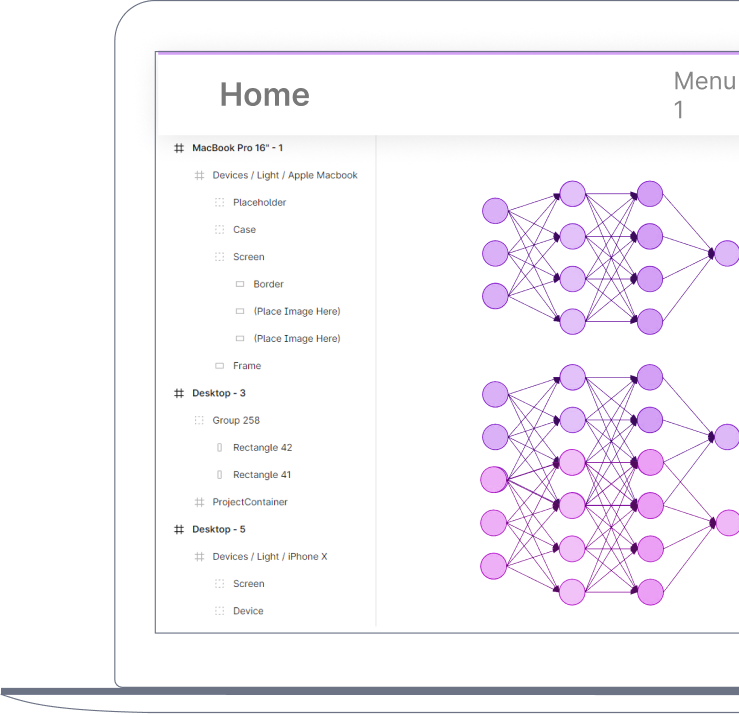 Home
Menu
1
MacBook Pro 16" - 1
Devices / Light / Apple Macbook
Placeholder
Case
Screen
Border
(Place Image Here)
(Place Image Here)
Frame
Desktop - 3
Group 258
Rectangle 42
Rectangle 41
ProjectContainer
Desktop - 5
Devices / Light / iPhone X
Screen
Device